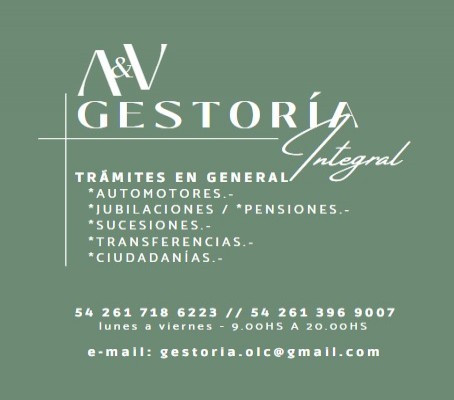 A&V
GESTORÍA
Integral
TRÁMITES EN GENERAL
*AUTOMOTORES.-
*JUBILACIONES / *PENSIONES.-
*SUCESIONES.-
*TRANSFERENCIAS.-
*CIUDADANÍAS.-
54 261 718 6223 // 54 261 396 9007
lunes a viernes - 9.00HS A 20.00HS
e-mail: gestoria.olc@gmail.com